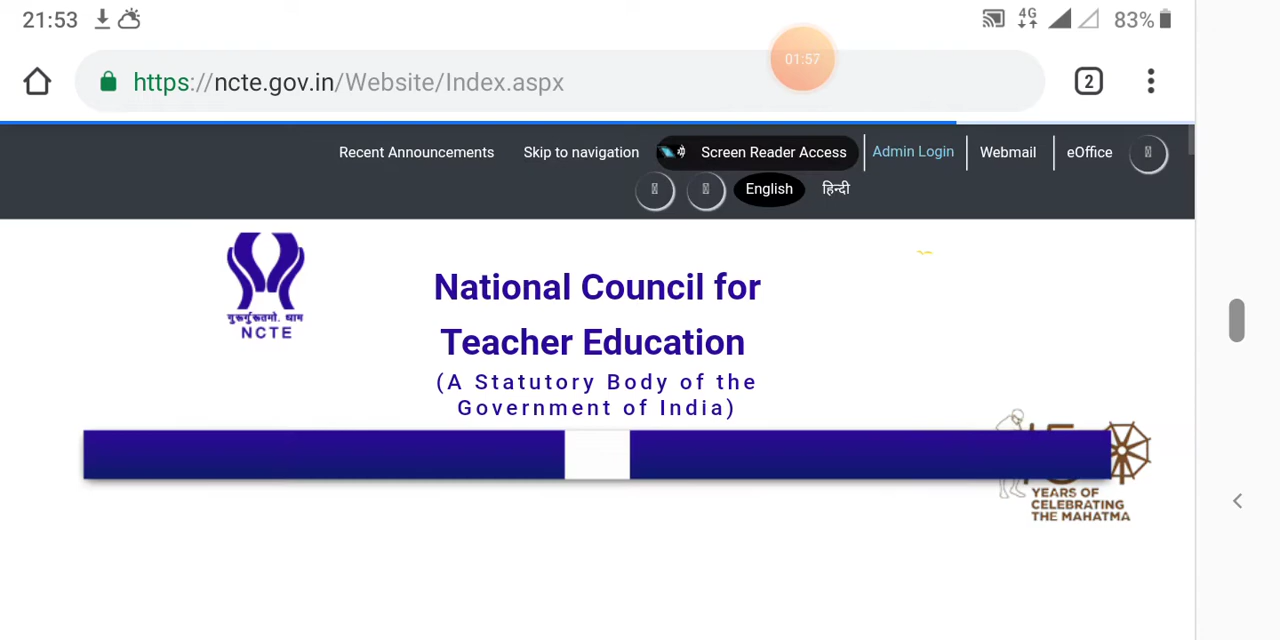 21:53
4G
83%
01:57
https://ncte.gov.in/Website/Index.aspx
2
Recent Announcements Skip to navigation Screen Reader Access Admin Login Webmail eOffice
English हिन्दी
NCTE
National Council for
Teacher Education
(A Statutory Body of the
Government of India)
YEARS OF
CELEBRATING
THE MAHATMA